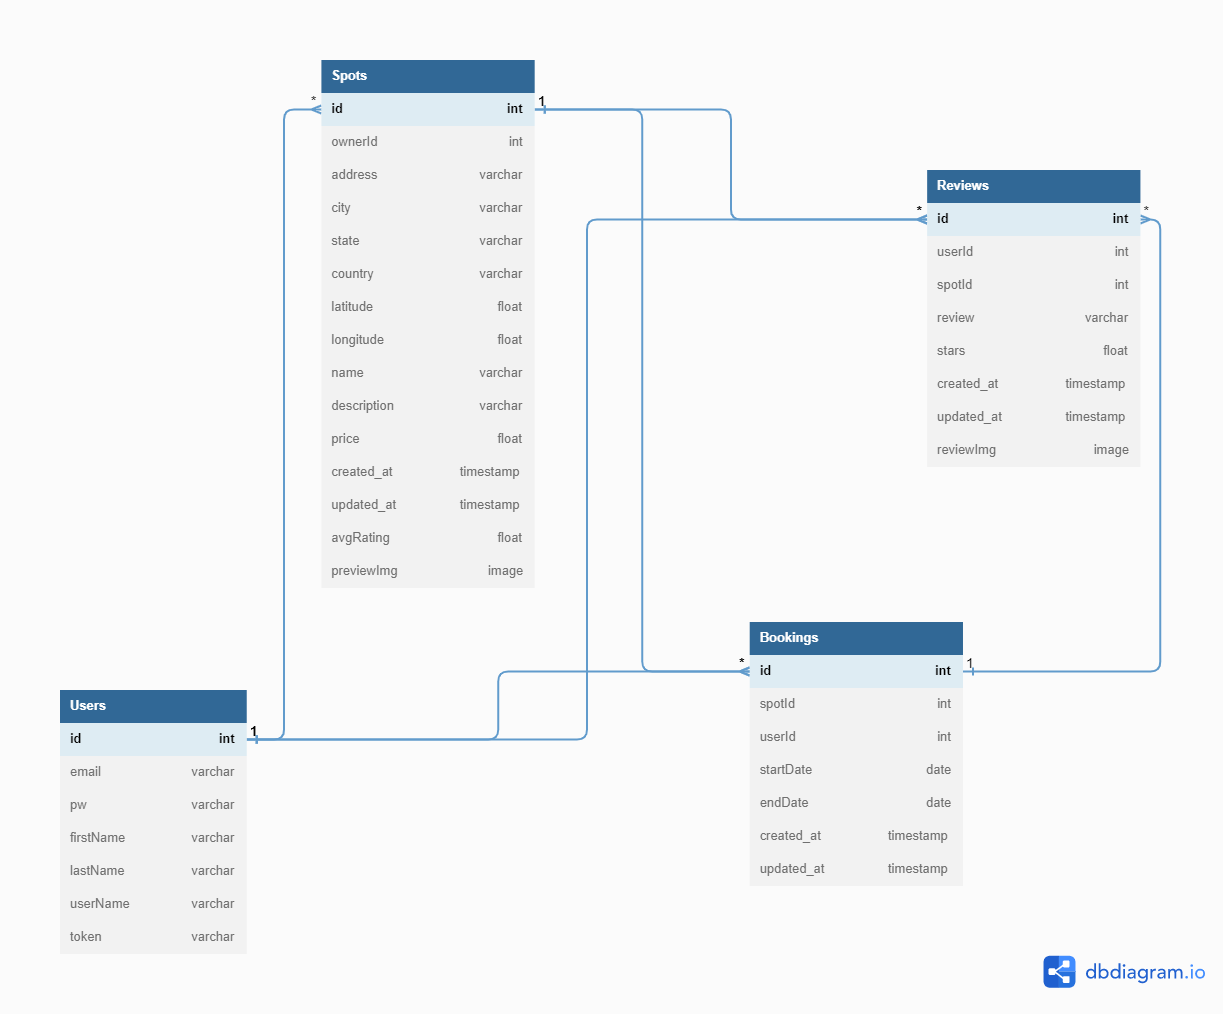 Spots
* id int 1
ownerId int
address varchar
city varchar
state varchar
country varchar
latitude float
longitude float
name varchar
description varchar
price float
created_at timestamp
updated_at timestamp
avgRating float
previewImg image
Reviews
* id int *
userId int
spotId int
review varchar
stars float
created_at timestamp
updated_at timestamp
reviewImg image
Bookings
* id int 1
spotId int
userId int
startDate date
endDate date
created_at timestamp
updated_at timestamp
Users
id int 1
email varchar
pw varchar
firstName varchar
lastName varchar
userName varchar
token varchar
dbdiagram.io